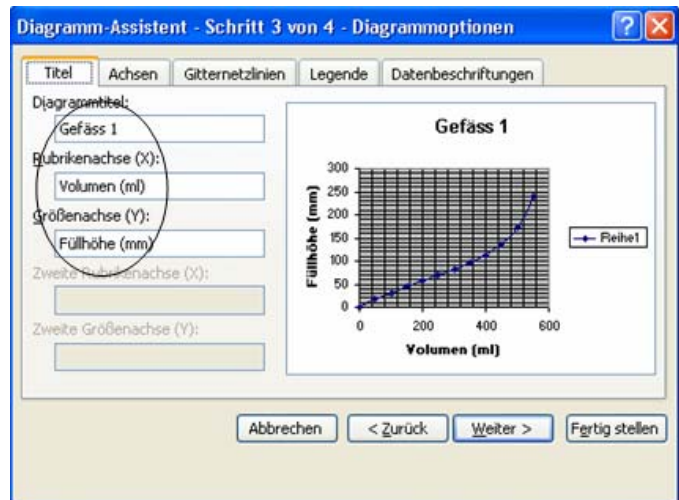 Diagramm-Assistent - Schritt 3 von 4 - Diagrammoptionen
Titel
Achsen
Gitternetzlinien
Legende
Datenbeschriftungen
Diagrammtitel:
Gefäss 1
Rubrikenachse (X):
Volumen (ml)
Größenachse (Y):
Füllhöhe (mm)
Zweite Rubrikenachse (X):
Zweite Größenachse (Y):
Gefäss 1
Füllhöhe (mm)
300
250
200
150
100
50
0
0 200 400 600
Volumen (ml)
Reihe1
Abbrechen
< Zurück
Weiter >
Fertig stellen